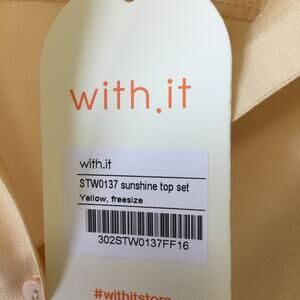 with.it
with.it
STW0137 sunshine top set
Yellow, freesize
302STW0137FF16
#withitstore